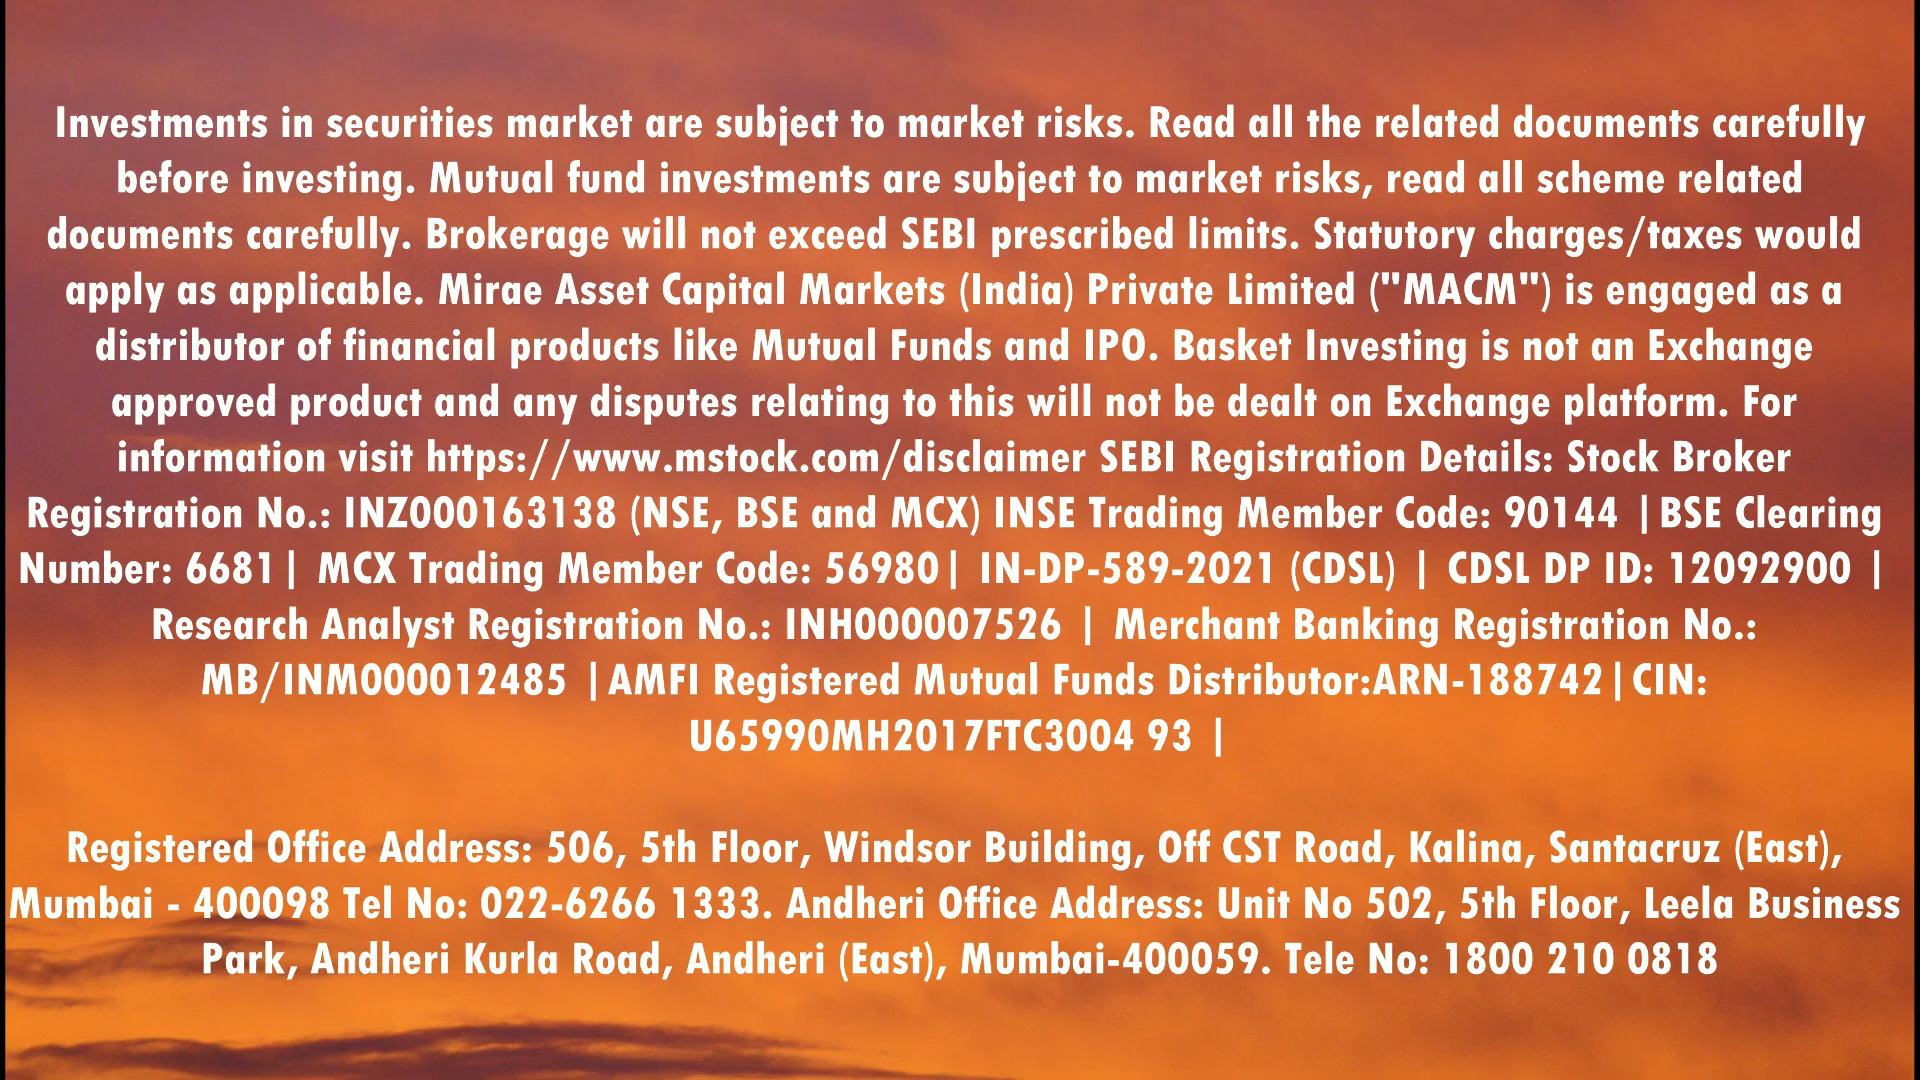 Investments in securities market are subject to market risks. Read all the related documents carefully
before investing. Mutual fund investments are subject to market risks, read all scheme related
documents carefully. Brokerage will not exceed SEBI prescribed limits. Statutory charges/taxes would
apply as applicable. Mirae Asset Capital Markets (India) Private Limited ("MACM") is engaged as a
distributor of financial products like Mutual Funds and IPO. Basket Investing is not an Exchange
approved product and any disputes relating to this will not be dealt on Exchange platform. For
information visit https://www.mstock.com/disclaimer SEBI Registration Details: Stock Broker
Registration No.: INZ000163138 (NSE, BSE and MCX) INSE Trading Member Code: 90144 |BSE Clearing
Number: 6681| MCX Trading Member Code: 56980| IN-DP-589-2021 (CDSL) | CDSL DP ID: 12092900 |
Research Analyst Registration No.: INH000007526 | Merchant Banking Registration No.:
MB/INM000012485 |AMFI Registered Mutual Funds Distributor:ARN-188742|CIN:
U65990MH2017FTC3004 93 |
Registered Office Address: 506, 5th Floor, Windsor Building, Off CST Road, Kalina, Santacruz (East),
Mumbai - 400098 Tel No: 022-6266 1333. Andheri Office Address: Unit No 502, 5th Floor, Leela Business
Park, Andheri Kurla Road, Andheri (East), Mumbai-400059. Tele No: 1800 210 0818